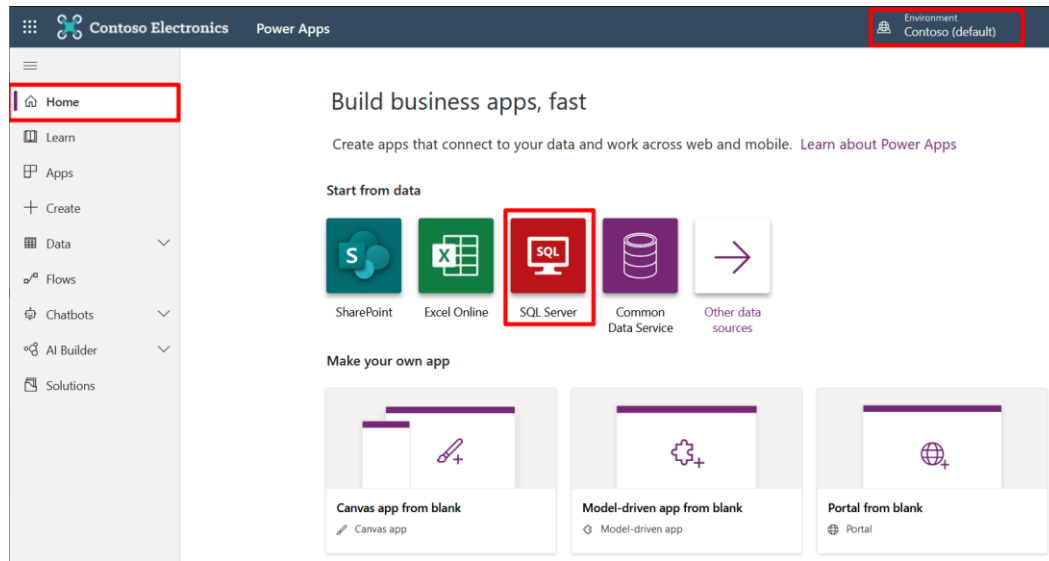 Contoso Electronics Power Apps
Environment
Contoso (default)
Home
Learn
Apps
Create
Data
Flows
Chatbots
AI Builder
Solutions
Build business apps, fast
Create apps that connect to your data and work across web and mobile. Learn about Power Apps
Start from data
S
X
SQL
SharePoint
Excel Online
SQL Server
Common
Data Service
Other data
sources
Make your own app
Canvas app from blank
Canvas app
Model-driven app from blank
Model-driven app
Portal from blank
Portal